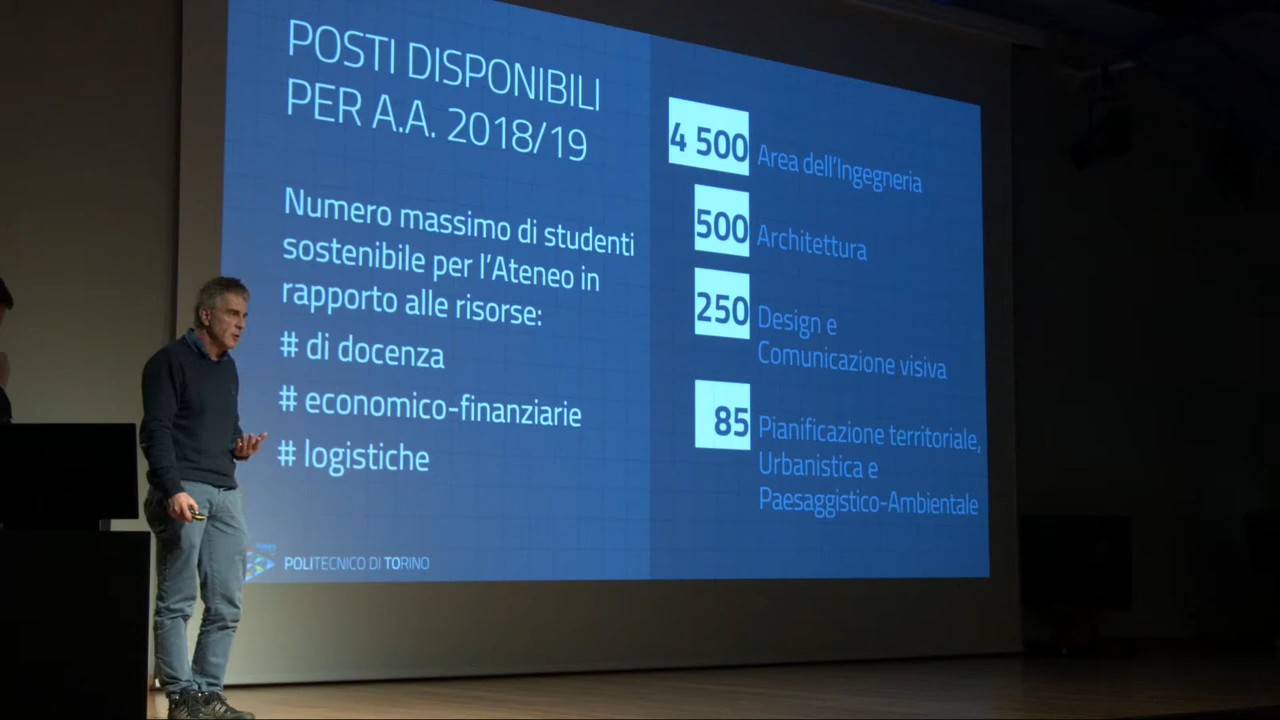 POSTI DISPONIBILI
PER A.A. 2018/19
Numero massimo di studenti
sostenibile per l'Ateneo in
rapporto alle risorse:
# di docenza
# economico-finanziarie
# logistiche
POLITECNICO DI TORINO
4 500 Area dell'Ingegneria
500 Architettura
250 Design e
Comunicazione visiva
85 Pianificazione territoriale,
Urbanistica e
Paesaggistico-Ambientale